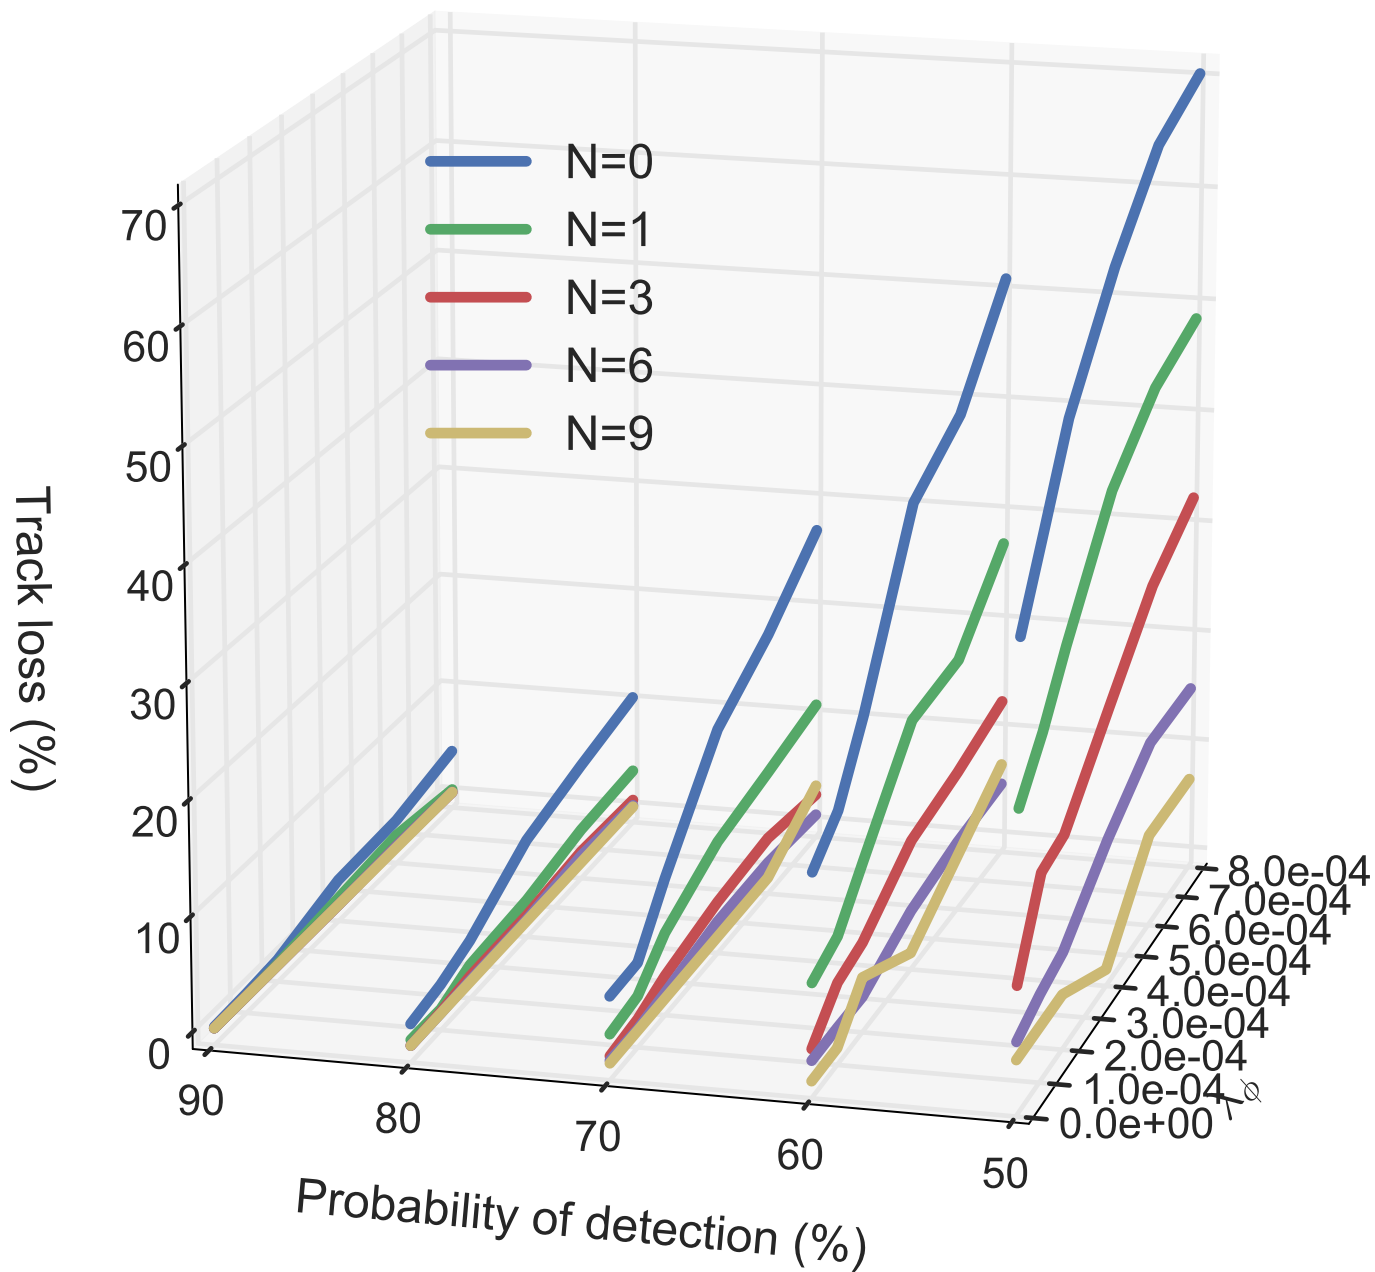 N=0
N=1
N=3
N=6
N=9
Track loss (%)
70
60
50
40
30
20
10
0
90
80
70
60
50
Probability of detection (%)
8.0e-04
7.0e-04
6.0e-04
5.0e-04
4.0e-04
3.0e-04
2.0e-04
1.0e-04
0.0e+00
λ_ϕ